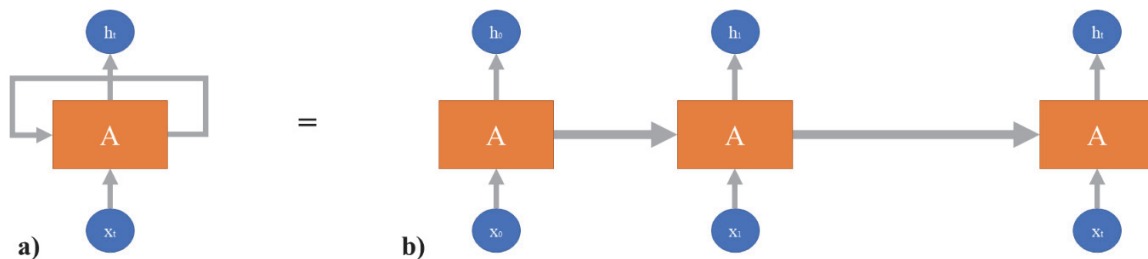 hₜ h₀ h₁ hₜ
A = A A A
xₜ x₀ x₁ xₜ
a) b)